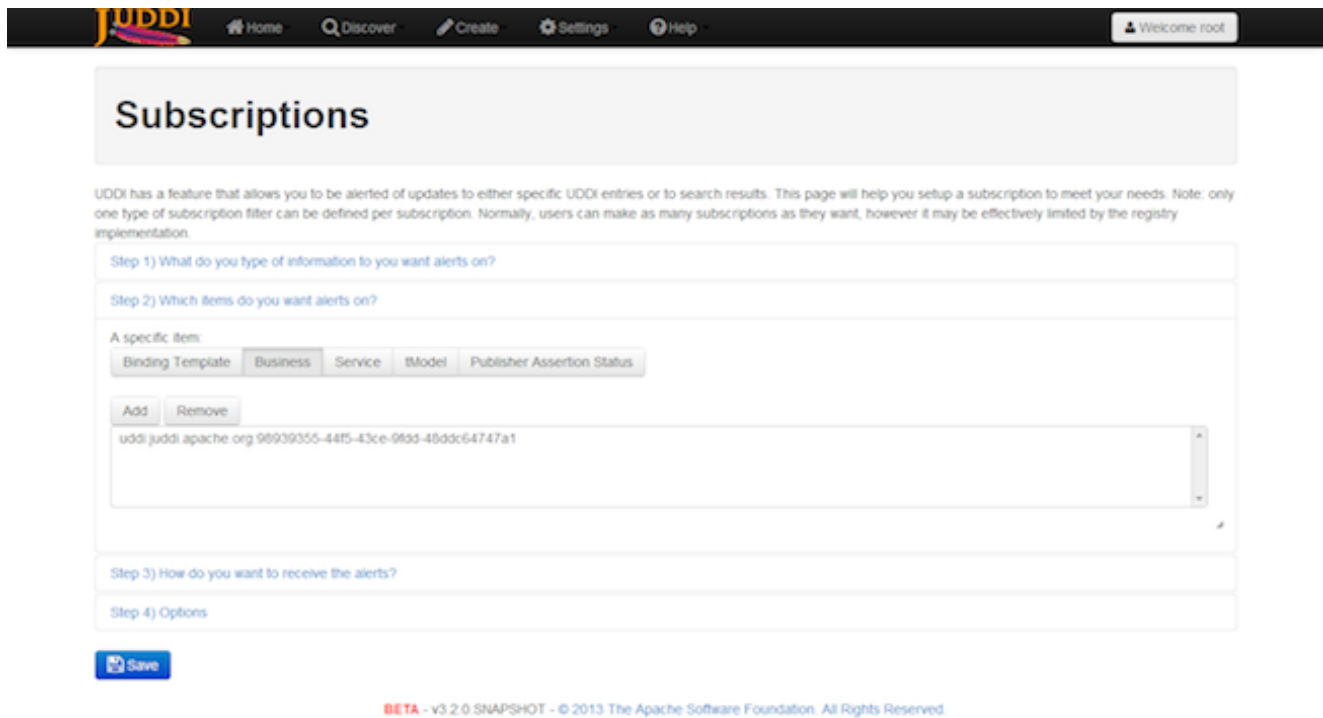 jUDDI
Home Discover Create Settings Help Welcome root
Subscriptions
UDDI has a feature that allows you to be alerted of updates to either specific UDDI entries or to search results. This page will help you setup a subscription to meet your needs. Note: only
one type of subscription filter can be defined per subscription. Normally, users can make as many subscriptions as they want, however it may be effectively limited by the registry
implementation.
Step 1) What do you type of information to you want alerts on?
Step 2) Which items do you want alerts on?
A specific item:
Binding Template Business Service tModel Publisher Assertion Status
Add Remove
uddi:juddi.apache.org:98939355-44f5-43ce-9fdd-48ddc64747a1
Step 3) How do you want to receive the alerts?
Step 4) Options
Save
BETA - v3.2.0.SNAPSHOT - © 2013 The Apache Software Foundation. All Rights Reserved.